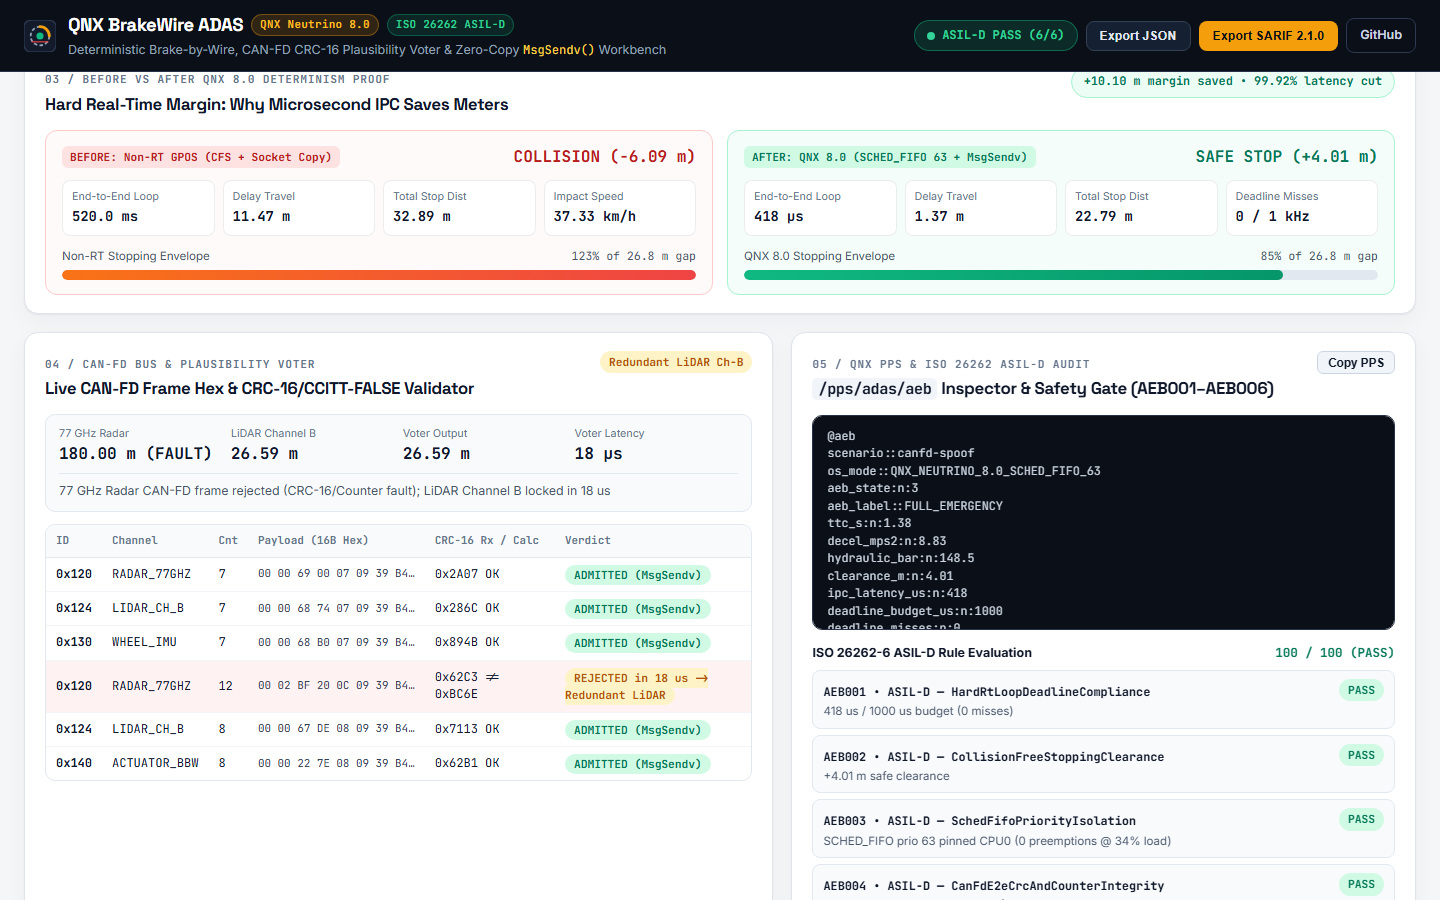 QNX BrakeWire ADAS QNX Neutrino 8.0 ISO 26262 ASIL-D
Deterministic Brake-by-Wire, CAN-FD CRC-16 Plausibility Voter & Zero-Copy MsgSendv() Workbench
ASIL-D PASS (6/6) Export JSON Export SARIF 2.1.0 GitHub
03 / BEFORE VS AFTER QNX 8.0 DETERMINISM PROOF
+10.10 m margin saved • 99.92% latency cut
Hard Real-Time Margin: Why Microsecond IPC Saves Meters
BEFORE: Non-RT GPOS (CFS + Socket Copy) COLLISION (-6.09 m)
End-to-End Loop Delay Travel Total Stop Dist Impact Speed
520.0 ms 11.47 m 32.89 m 37.33 km/h
Non-RT Stopping Envelope 123% of 26.8 m gap
AFTER: QNX 8.0 (SCHED_FIFO 63 + MsgSendv) SAFE STOP (+4.01 m)
End-to-End Loop Delay Travel Total Stop Dist Deadline Misses
418 μs 1.37 m 22.79 m 0 / 1 kHz
QNX 8.0 Stopping Envelope 85% of 26.8 m gap
04 / CAN-FD BUS & PLAUSIBILITY VOTER Redundant LiDAR Ch-B
Live CAN-FD Frame Hex & CRC-16/CCITT-FALSE Validator
77 GHz Radar LiDAR Channel B Voter Output Voter Latency
180.00 m (FAULT) 26.59 m 26.59 m 18 μs
77 GHz Radar CAN-FD frame rejected (CRC-16/Counter fault); LiDAR Channel B locked in 18 us
ID Channel Cnt Payload (16B Hex) CRC-16 Rx / Calc Verdict
0x120 RADAR_77GHZ 7 00 00 69 00 07 09 39 B4… 0x2A07 OK ADMITTED (MsgSendv)
0x124 LIDAR_CH_B 7 00 00 68 74 07 09 39 B4… 0x286C OK ADMITTED (MsgSendv)
0x130 WHEEL_IMU 7 00 00 68 B0 07 09 39 B4… 0x894B OK ADMITTED (MsgSendv)
0x120 RADAR_77GHZ 12 00 02 BF 20 0C 09 39 B4… 0x62C3 ≠ 0xBC6E REJECTED in 18 us → Redundant LiDAR
0x124 LIDAR_CH_B 8 00 00 67 DE 08 09 39 B4… 0x7113 OK ADMITTED (MsgSendv)
0x140 ACTUATOR_BBW 8 00 00 22 7E 08 09 39 B4… 0x62B1 OK ADMITTED (MsgSendv)
05 / QNX PPS & ISO 26262 ASIL-D AUDIT Copy PPS
/pps/adas/aeb Inspector & Safety Gate (AEB001–AEB006)
@aeb
scenario::canfd-spoof
os_mode::QNX_NEUTRINO_8.0_SCHED_FIFO_63
aeb_state:n:3
aeb_label::FULL_EMERGENCY
ttc_s:n:1.38
decel_mps2:n:8.83
hydraulic_bar:n:148.5
clearance_m:n:4.01
ipc_latency_us:n:418
deadline_budget_us:n:1000
deadline_misses:n:0
ISO 26262-6 ASIL-D Rule Evaluation 100 / 100 (PASS)
AEB001 • ASIL-D — HardRtLoopDeadlineCompliance PASS
418 us / 1000 us budget (0 misses)
AEB002 • ASIL-D — CollisionFreeStoppingClearance PASS
+4.01 m safe clearance
AEB003 • ASIL-D — SchedFifoPriorityIsolation PASS
SCHED_FIFO prio 63 pinned CPU0 (0 preemptions @ 34% load)
AEB004 • ASIL-D — CanFdE2eCrcAndCounterIntegrity PASS